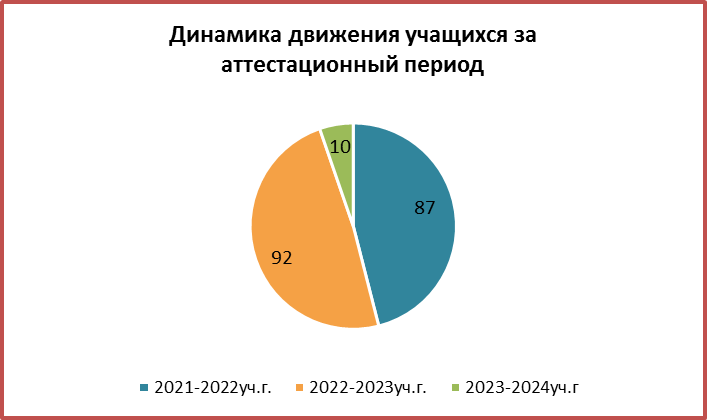 Динамика движения учащихся за
аттестационный период
10
87
92
2021-2022уч.г.
2022-2023уч.г.
2023-2024уч.г